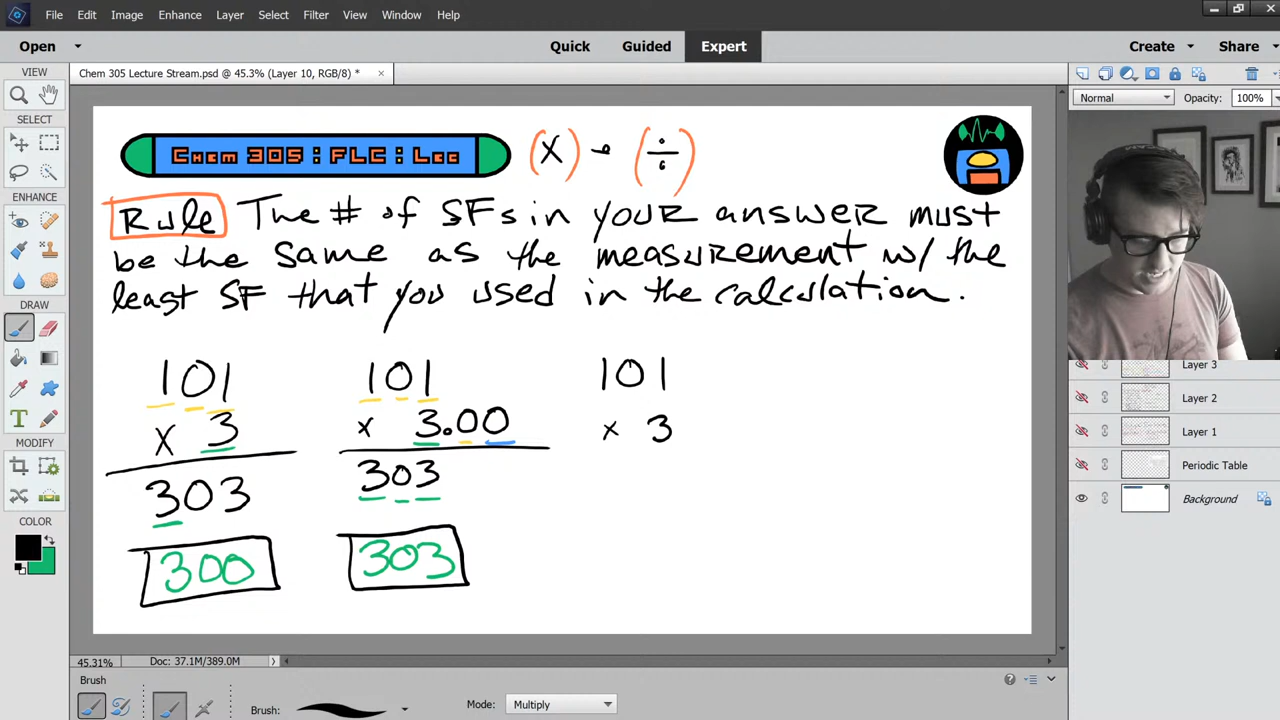 File Edit Image Enhance Layer Select Filter View Window Help
Open Quick Guided Expert Create Share
VIEW
Chem 305 Lecture Stream.psd @ 45.3% (Layer 10, RGB/8) * ×
Normal Opacity: 100%
SELECT
ENHANCE
DRAW
MODIFY
COLOR
Chem 305 : FLC : Lec (X) - (÷)
Rule The # of SFs in your answer must
be the same as the measurement w/ the
least SF that you used in the calculation.
101
x 3
303
300
101
x 3.00
303
303
101
x 3
Layer 3
Layer 2
Layer 1
Periodic Table
Background
45.31% Doc: 37.1M/389.0M
Brush
Brush: Mode: Multiply